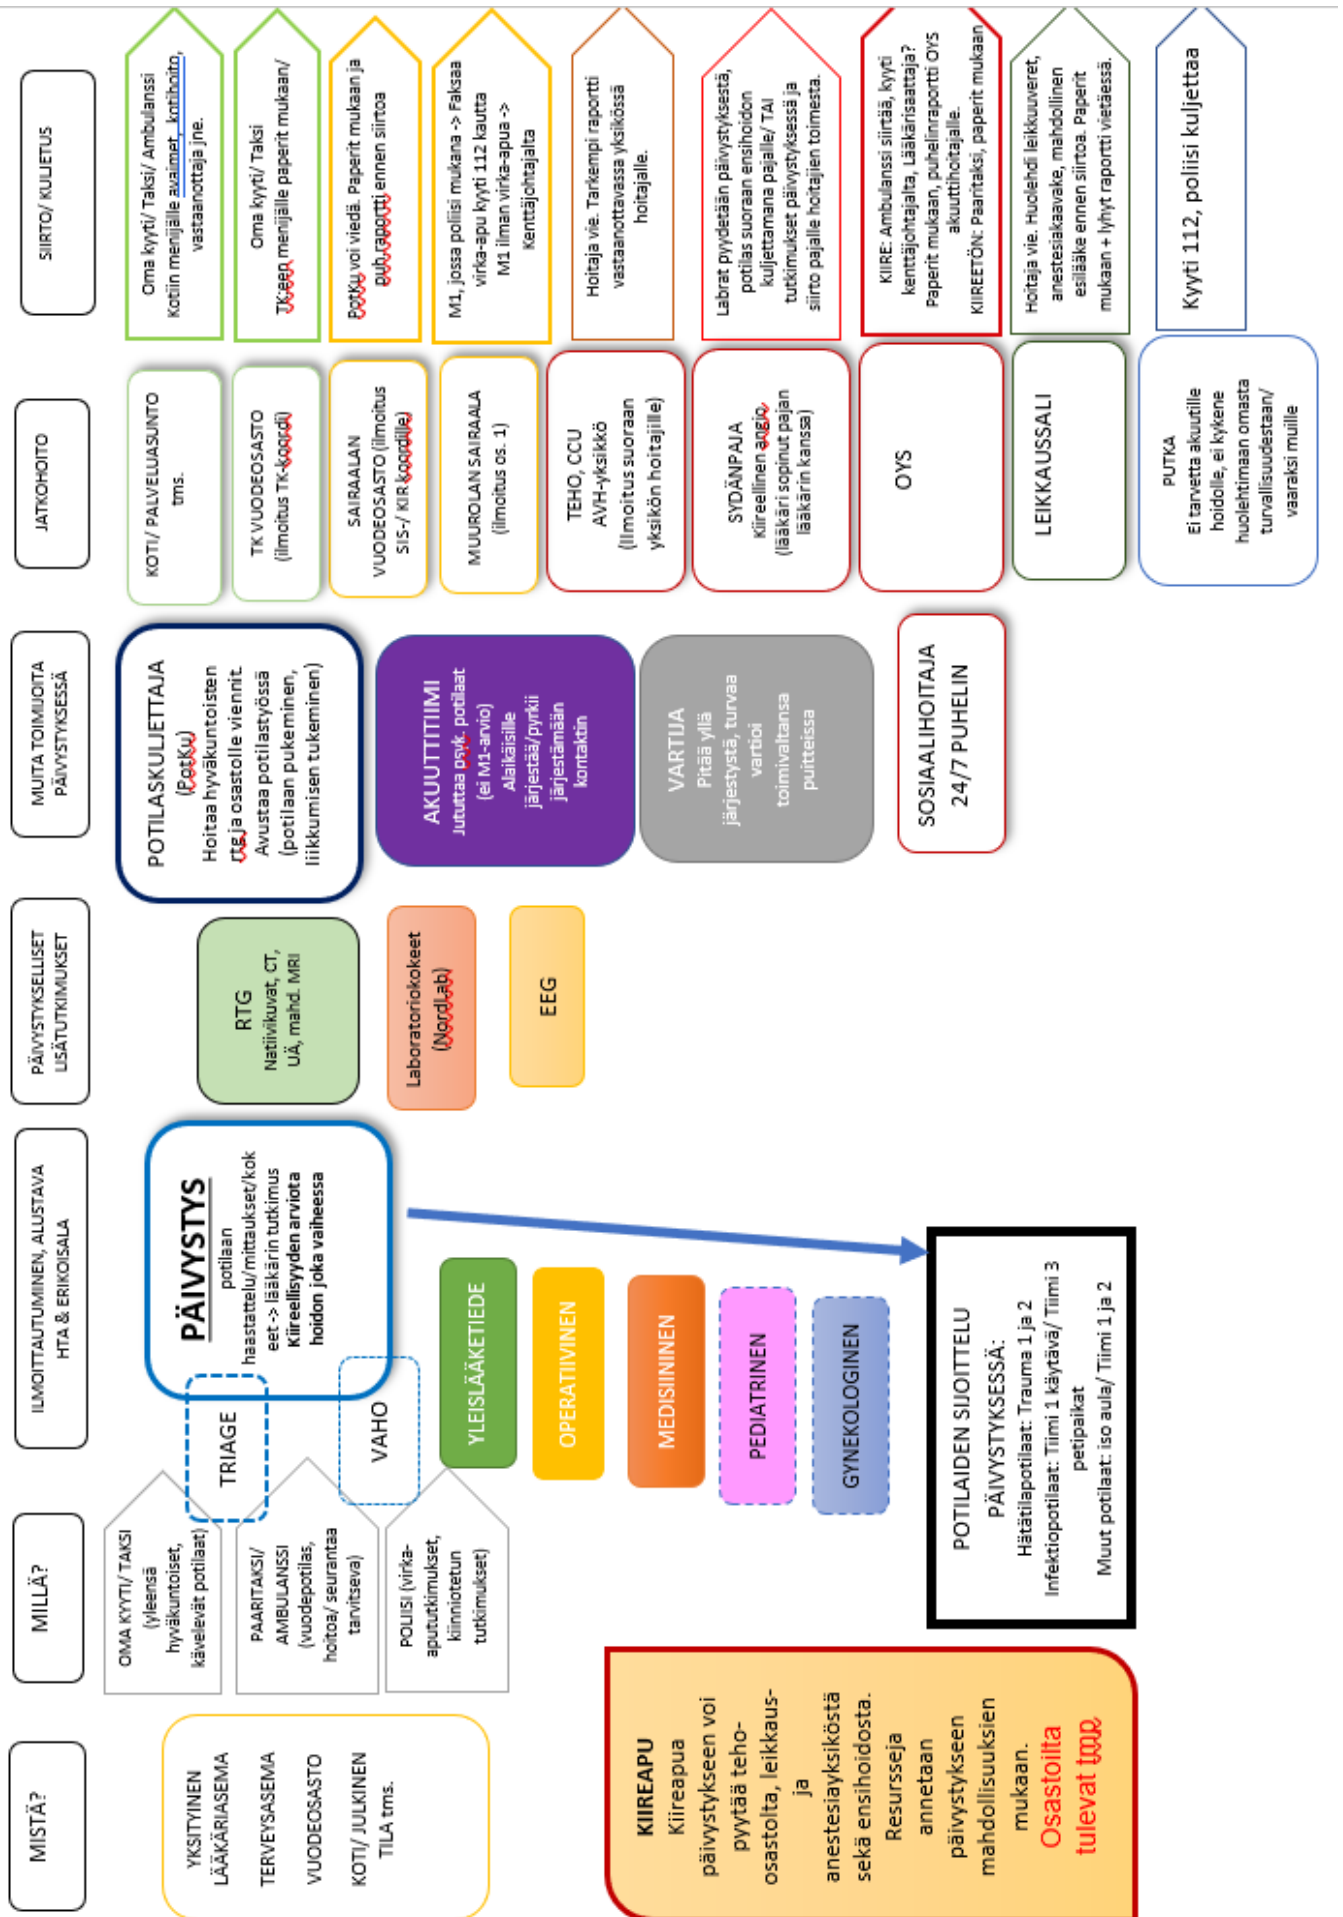 MISTÄ?
YKSITYINEN
LÄÄKÄRIASEMA
TERVEYSASEMA
VUODEOSASTO
KOTI/ JULKINEN
TILA tms.
KIIREAPU
Kiireapua
päivystykseen voi
pyytää teho-
osastolta, leikkaus-
ja
anestesiayksiköstä
sekä ensihoidosta.
Resursseja
annetaan
päivystykseen
mahdollisuuksien
mukaan.
Osastoilta
tulevat tmp
MILLÄ?
OMA KYYTI/ TAKSI
(yleensä
hyväkuntoiset,
kävelevät potilaat)
PAARITAKSI/
AMBULANSSI
(vuodepotilas,
hoitoa/ seurantaa
tarvitseva)
POLIISI (virka-
aputukimukset,
kiinniotetun
tutkimukset)
ILMOITTAUTUMINEN, ALUSTAVA
HTA & ERIKOISALA
TRIAGE
VAHO
PÄIVYSTYS
potilaan
haastattelu/mittaukset/kok
eet -> lääkärin tutkimus
Kiireellisyyden arviota
hoidon joka vaiheessa
YLEISLÄÄKETIEDE
OPERATIIVINEN
MEDISIININEN
PEDIATRINEN
GYNEKOLOGINEN
POTILAIDEN SIJOITTELU
PÄIVYSTYKSESSÄ:
Hätätilapotilaat: Trauma 1 ja 2
Infektiopotilaat: Tiimi 1 käytävä/ Tiimi 3
petipaikat
Muut potilaat: iso aula/ Tiimi 1 ja 2
PÄIVYSTYKSELLISET
LISÄTUTKIMUKSET
RTG
Natiivikuvat, CT,
UÄ, mahd. MRI
Laboratoriokokeet
(NordLab)
EEG
MUITA TOIMIJOITA
PÄIVYSTYKSESSÄ
POTILASKULJETTAJA
(PotKu)
Hoitaa hyväkuntoisten
rtg ja osastolle viennit.
Avustaa potilastyössä
(potilaan pukeminen,
liikkumisen tukeminen)
AKUUTTITIIMI
Jututtaa psyk. potilaat
(ei M1-arvio)
Alaikäisille
järjestää/pyrkii
järjestämään
kontaktin
VARTIJA
Pitää yllä
järjestystä, turvaa
vartioi
toimivaltansa
puitteissa
SOSIAALIHOITAJA
24/7 PUHELIN
JATKOHOITO
KOTI/ PALVELUASUNTO
tms.
TK VUODEOSASTO
(ilmoitus TK-koordi)
SAIRAALAN
VUODEOSASTO (ilmoitus
SIS-/ KIR koordille)
MUUROLAN SAIRAALA
(ilmoitus os. 1)
TEHO, CCU
AVH-yksikkö
(Ilmoitus suoraan
yksikön hoitajille)
SYDÄNPAJA
Kiireellinen angio
(lääkäri sopinut pajan
lääkärin kanssa)
OYS
LEIKKAUSSALI
PUTKA
Ei tarvetta akuutille
hoidolle, ei kykene
huolehtimaan omasta
turvallisuudestaan/
vaaraksi muille
SIIRTO/ KULJETUS
Oma kyyti/ Taksi/ Ambulanssi
Kotiin menijälle avaimet, kotihoito,
vastaanottaja jne.
Oma kyyti/ Taksi
TK:een menijälle paperit mukaan/
PotKu voi viedä. Paperit mukaan ja
puh.raportti ennen siirtoa
M1, jossa poliisi mukana -> Faksaa
virka-apu kyyti 112 kautta
M1 ilman virka-apua ->
Kenttäjohtajalta
Hoitaja vie. Tarkempi raportti
vastaanottavassa yksikössä
hoitajalle.
Labrat pyydetään päivystyksestä,
potilas suoraan ensihoidon
kuljettamana pajalle/ TAI
tutkimukset päivystyksessä ja
siirto pajalle hoitajien toimesta.
KIIRE: Ambulanssi siirtää, kyyti
kenttäjohtajalta, Lääkärisaattaja?
Paperit mukaan, puhelinraportti OYS
akuuttihoitajalle.
KIIREETÖN: Paaritaksi, paperit mukaan
Hoitaja vie. Huolehdi leikkuuveret,
anestesiakaavake, mahdollinen
esilääke ennen siirtoa. Paperit
mukaan + lyhyt raportti vietäessä.
Kyyti 112, poliisi kuljettaa